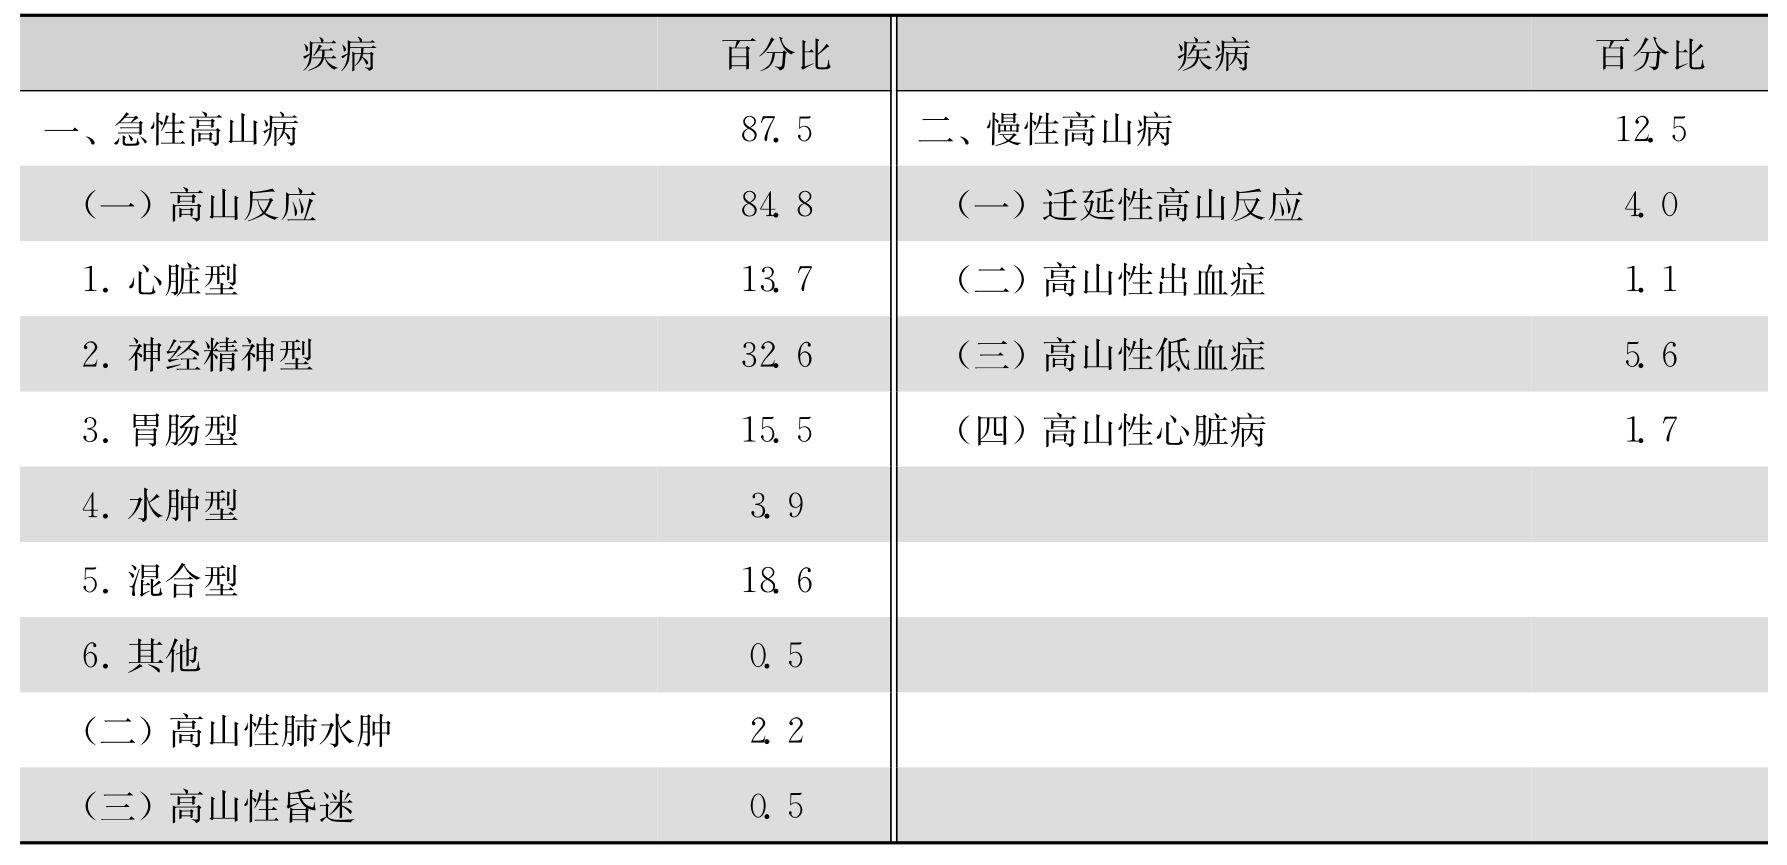 疾病 百分比 疾病 百分比
一、急性高山病 87.5 二、慢性高山病 12.5
（一）高山反应 84.8 （一）迁延性高山反应 4.0
1. 心脏型 13.7 （二）高山性出血症 1.1
2. 神经精神型 32.6 （三）高山性低血症 5.6
3. 胃肠型 15.5 （四）高山性心脏病 1.7
4. 水肿型 3.9
5. 混合型 18.6
6. 其他 0.5
（二）高山性肺水肿 2.2
（三）高山性昏迷 0.5